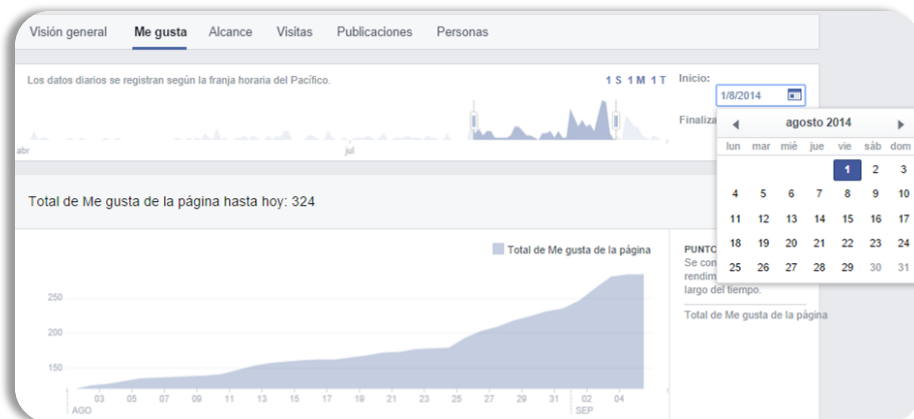 Visión general Me gusta Alcance Visitas Publicaciones Personas
Los datos diarios se registran según la franja horaria del Pacífico.
1 S 1 M 1 T
Inicio:
1/8/2014
Finaliza
abr jul
agosto 2014
lun mar mié jue vie sáb dom
1 2 3
4 5 6 7 8 9 10
11 12 13 14 15 16 17
18 19 20 21 22 23 24
25 26 27 28 29 30 31
Total de Me gusta de la página hasta hoy: 324
Total de Me gusta de la página
250
200
150
03 05 07 09 11 13 15 17 19 21 23 25 27 29 31 02 04
AGO SEP
PUNTO
Se con
rendim
largo del tiempo.
Total de Me gusta de la página